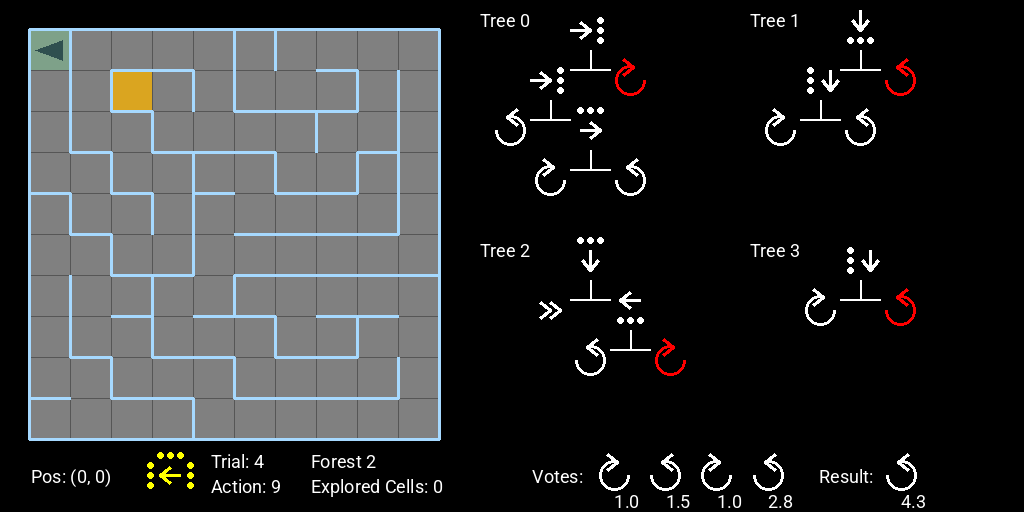 Tree 0
Tree 1
Tree 2
Tree 3
Pos: (0, 0)
Trial: 4
Forest 2
Action: 9
Explored Cells: 0
Votes:
1.0
1.5
1.0
2.8
Result:
4.3